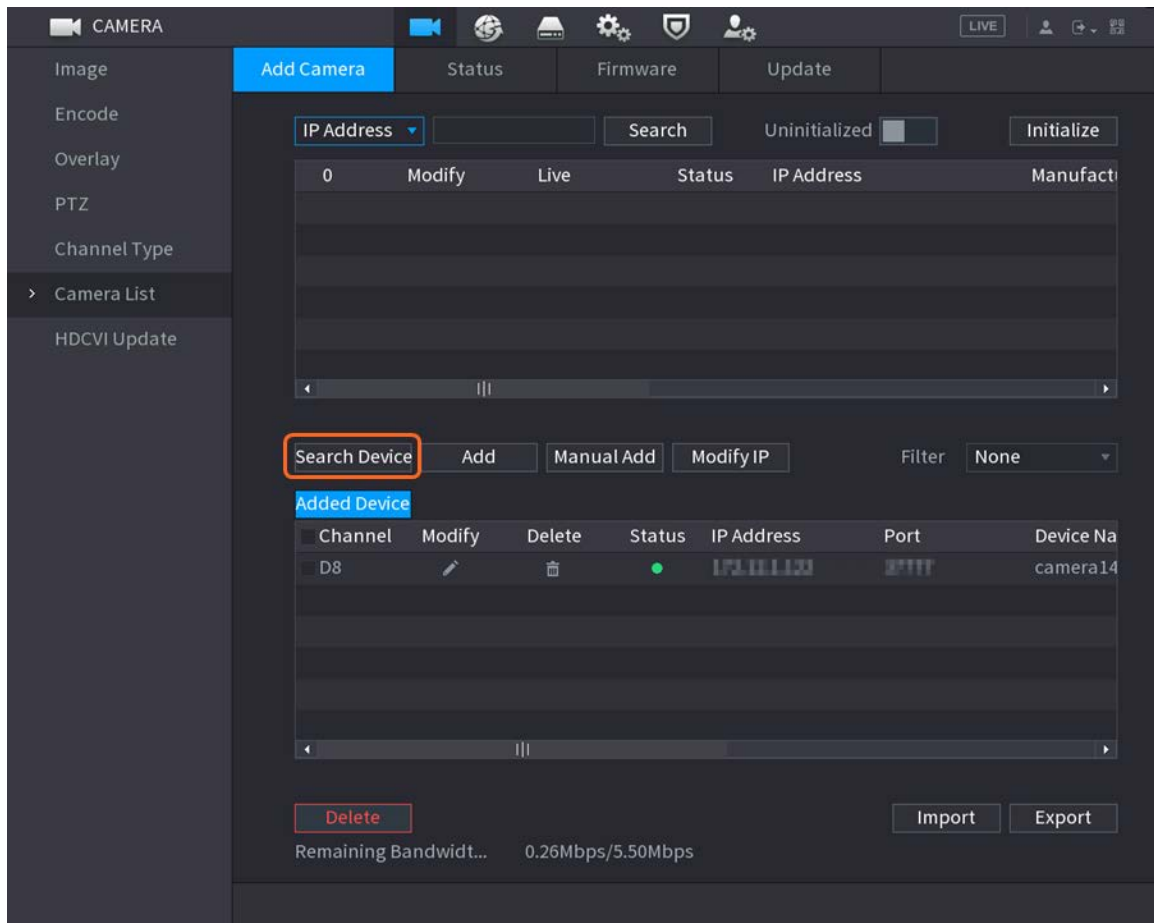 CAMERA LIVE
Image
Encode
Overlay
PTZ
Channel Type
> Camera List
HDCVI Update
Add Camera Status Firmware Update
IP Address Search Uninitialized Initialize
0 Modify Live Status IP Address Manufactu
Search Device Add Manual Add Modify IP Filter None
Added Device
Channel Modify Delete Status IP Address Port Device Na
D8 camera14
Delete Import Export
Remaining Bandwidt... 0.26Mbps/5.50Mbps